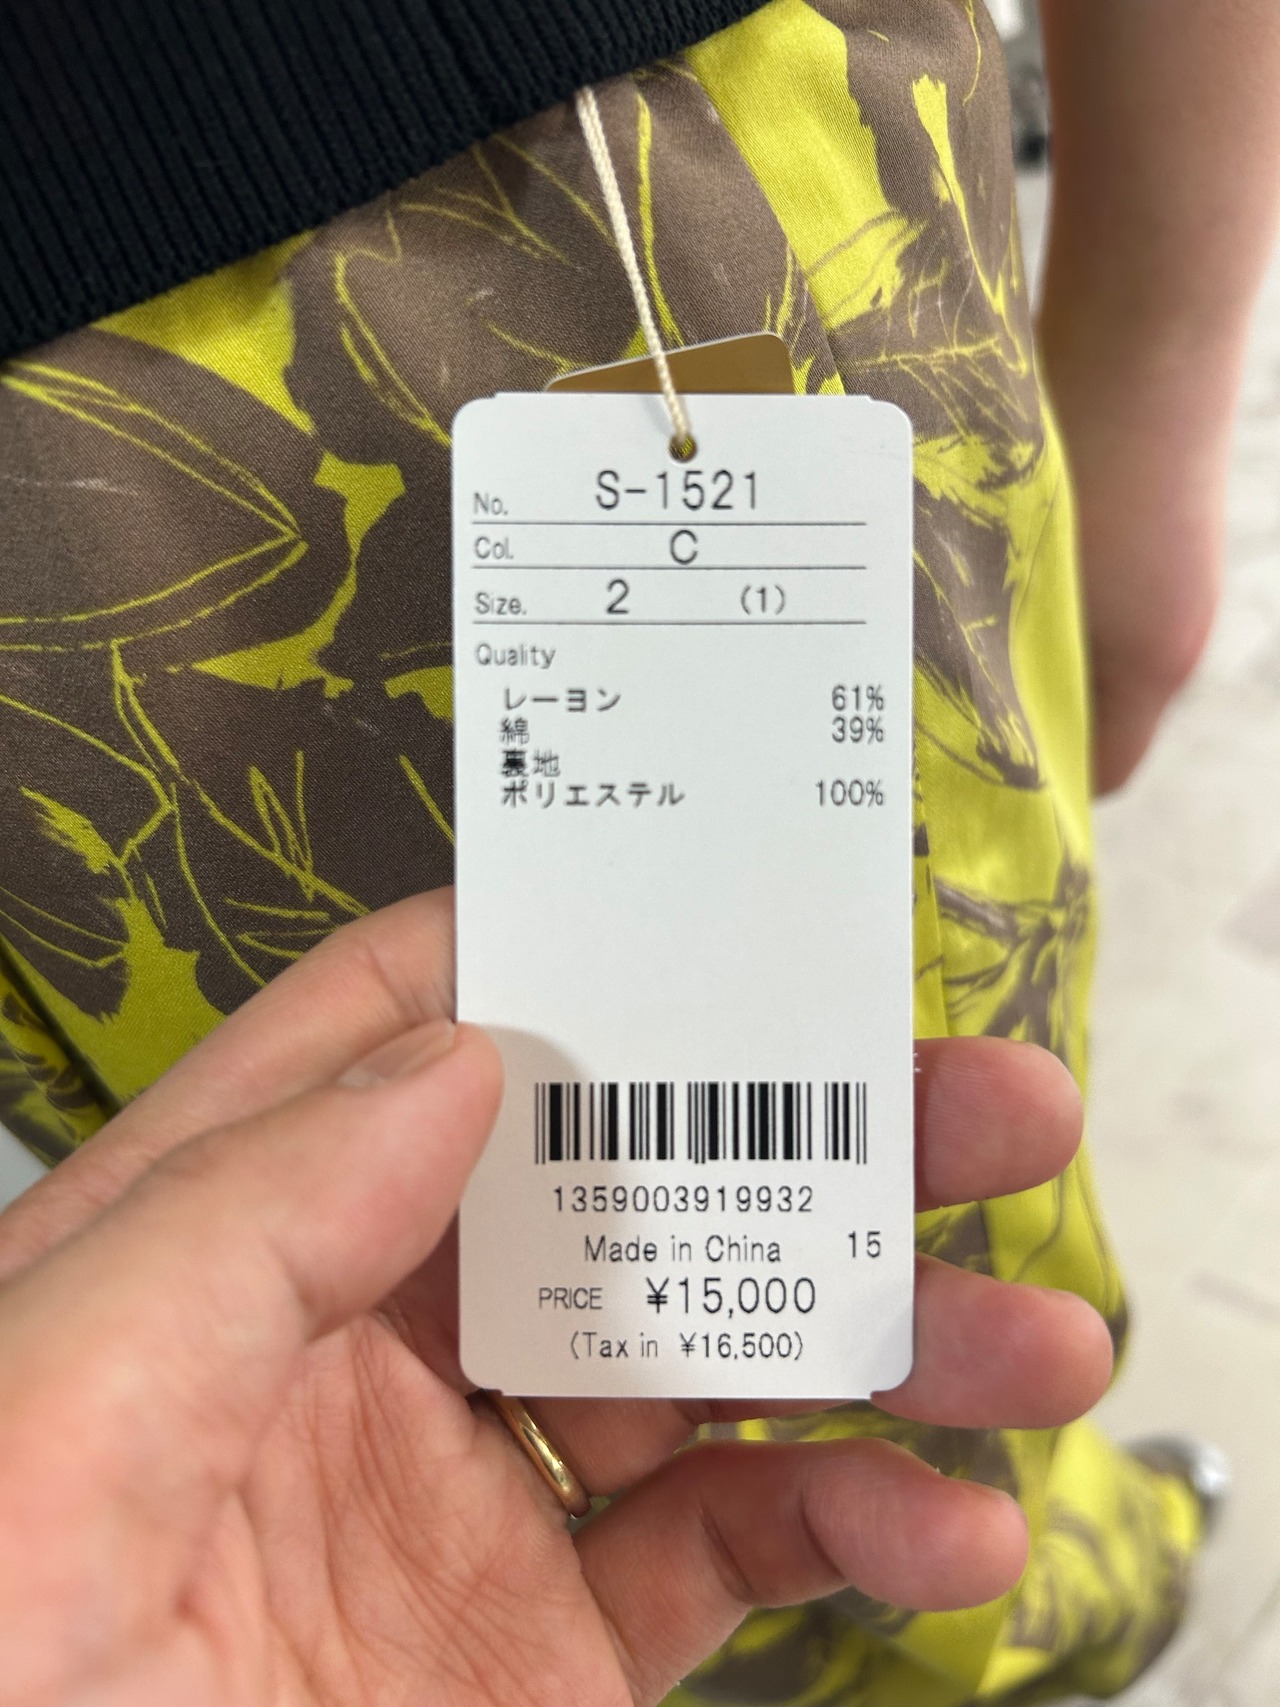 No. S-1521
Col. C
Size. 2 (1)
Quality
レーヨン 61%
綿 39%
裏地
ポリエステル 100%
1359003919932
Made in China 15
PRICE ¥15,000
(Tax in ¥16,500)